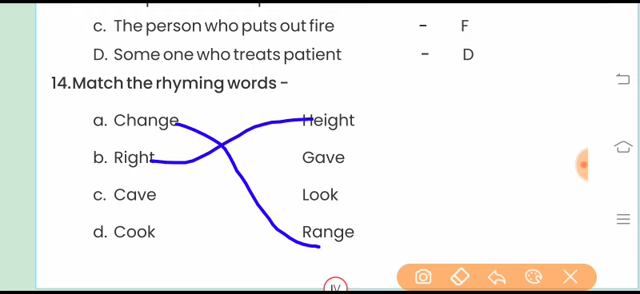 c. The person who puts out fire - F
D. Some one who treats patient - D
14.Match the rhyming words -
a. Change Height
b. Right Gave
c. Cave Look
d. Cook Range
IV